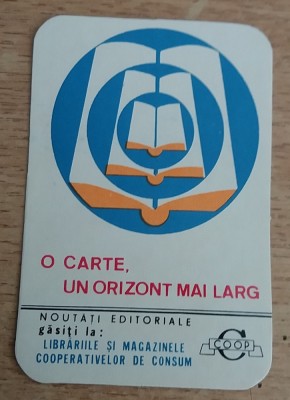 O CARTE,
UN ORIZONT MAI LARG
NOUTĂȚI EDITORIALE
găsiți la:
LIBRĂRIILE ȘI MAGAZINELE
COOPERATIVELOR DE CONSUM
COOP